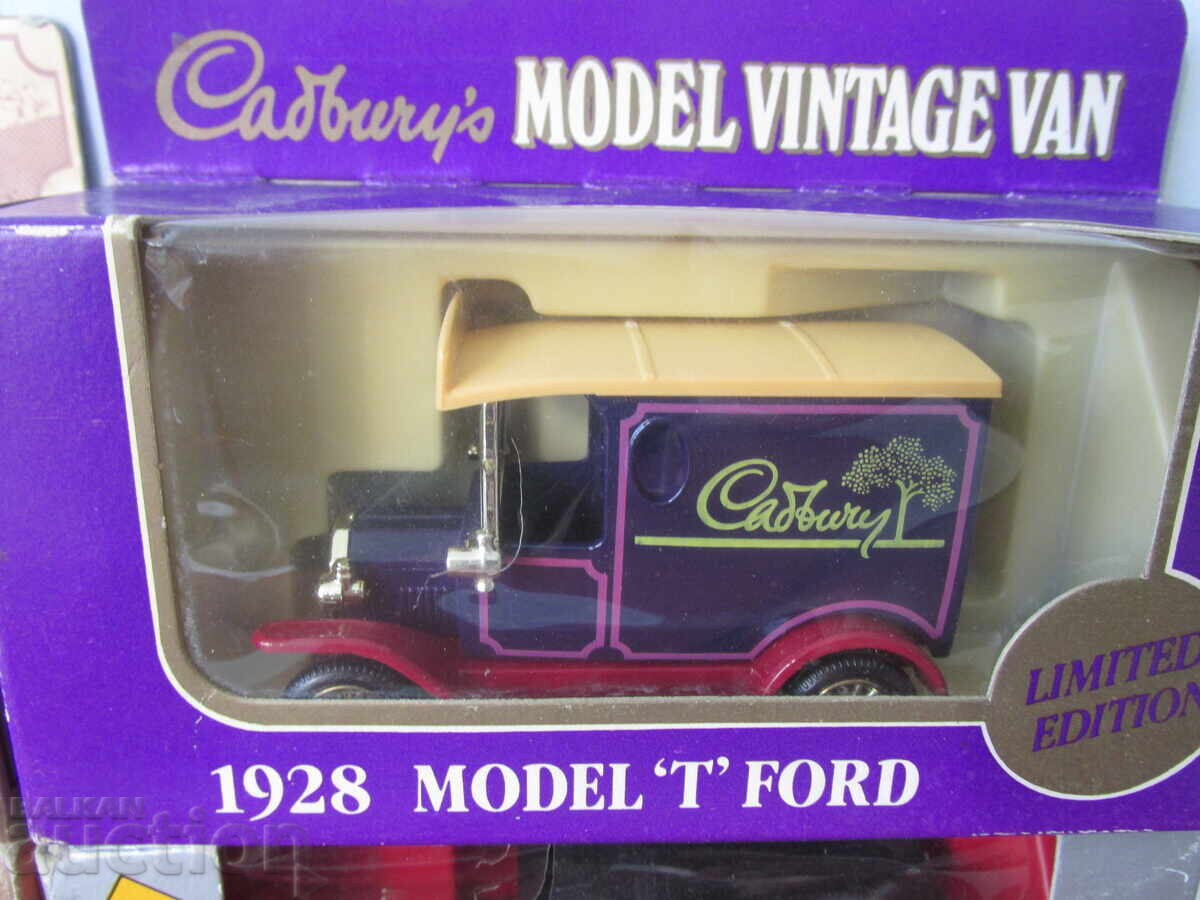 Cadbury's MODEL VINTAGE VAN
Cadbury
LIMITED
EDITION
1928 MODEL 'T' FORD
BALKAN
auction